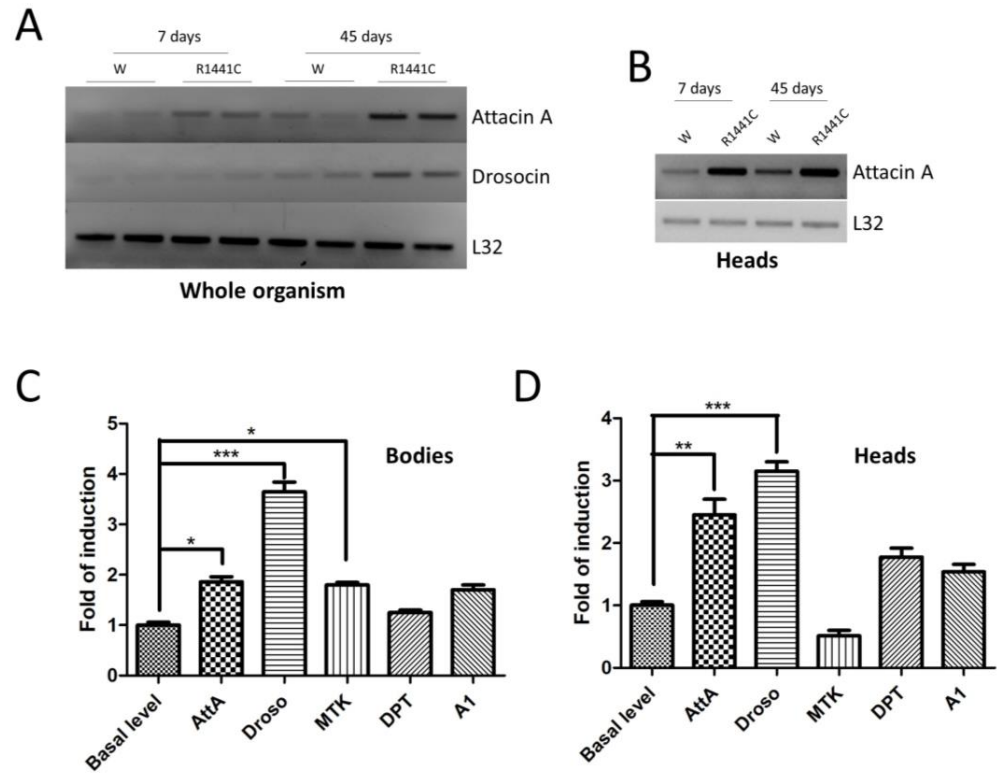 A
7 days 45 days
W R1441C W R1441C
Attacin A
Drosocin
L32
Whole organism
B
7 days 45 days
W R1441C W R1441C
Attacin A
L32
Heads
C
5
4
3
2
1
0
Fold of induction
Bodies
*
***
*
Basal level AttA Droso MTK DPT A1
D
4
3
2
1
0
Fold of induction
Heads
***
**
Basal level AttA Droso MTK DPT A1